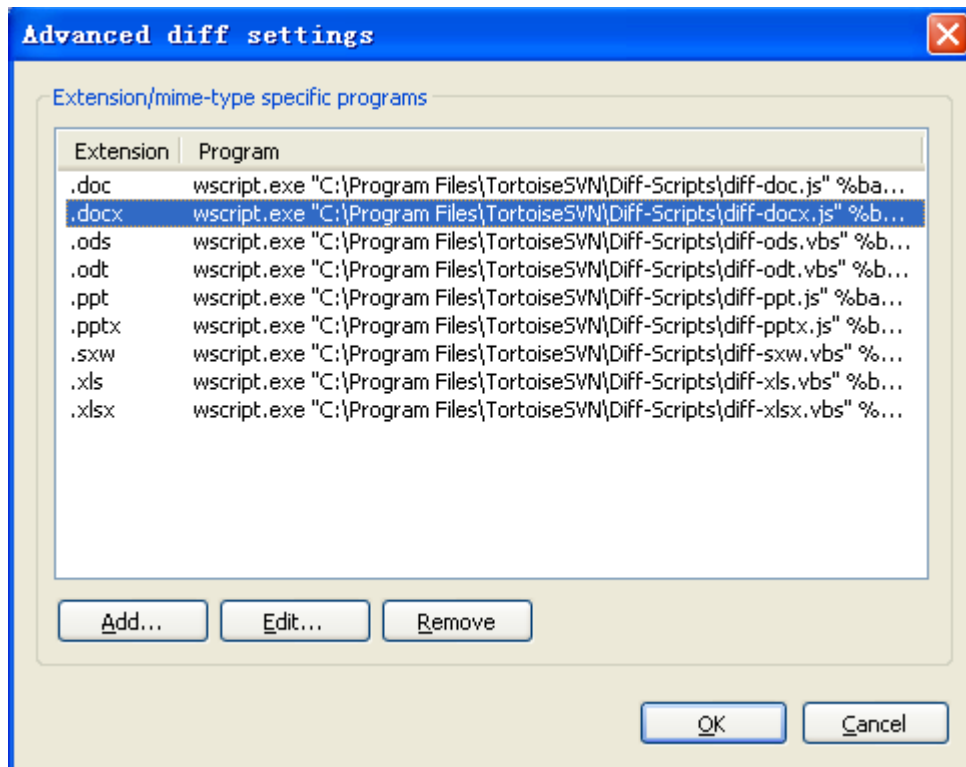 Advanced diff settings
Extension/mime-type specific programs
Extension Program
.doc wscript.exe "C:\Program Files\TortoiseSVN\Diff-Scripts\diff-doc.js" %ba...
.docx wscript.exe "C:\Program Files\TortoiseSVN\Diff-Scripts\diff-docx.js" %b...
.ods wscript.exe "C:\Program Files\TortoiseSVN\Diff-Scripts\diff-ods.vbs" %b...
.odt wscript.exe "C:\Program Files\TortoiseSVN\Diff-Scripts\diff-odt.vbs" %b...
.ppt wscript.exe "C:\Program Files\TortoiseSVN\Diff-Scripts\diff-ppt.js" %ba...
.pptx wscript.exe "C:\Program Files\TortoiseSVN\Diff-Scripts\diff-pptx.js" %b...
.sxw wscript.exe "C:\Program Files\TortoiseSVN\Diff-Scripts\diff-sxw.vbs" %...
.xls wscript.exe "C:\Program Files\TortoiseSVN\Diff-Scripts\diff-xls.vbs" %b...
.xlsx wscript.exe "C:\Program Files\TortoiseSVN\Diff-Scripts\diff-xlsx.vbs" %...
Add... Edit... Remove
OK Cancel